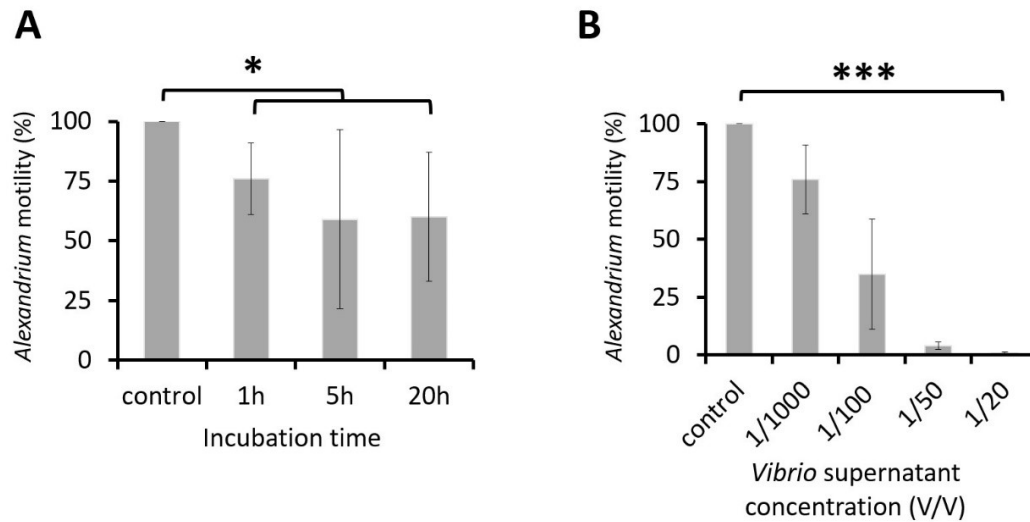 A
*
Alexandrium motility (%)
100
75
50
25
0
control 1h 5h 20h
Incubation time
B
***
Alexandrium motility (%)
100
75
50
25
0
control 1/1000 1/100 1/50 1/20
Vibrio supernatant
concentration (V/V)